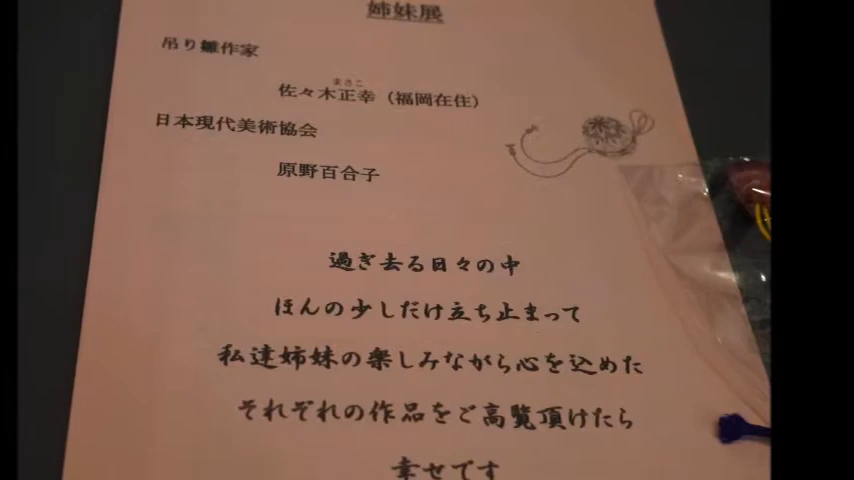 姉妹展
吊り雛作家
まさこ
佐々木正幸（福岡在住）
日本現代美術協会
原野百合子
過ぎ去る日々の中
ほんの少しだけ立ち止まって
私達姉妹の楽しみながら心を込めた
それぞれの作品をご高覧頂けたら
幸せです